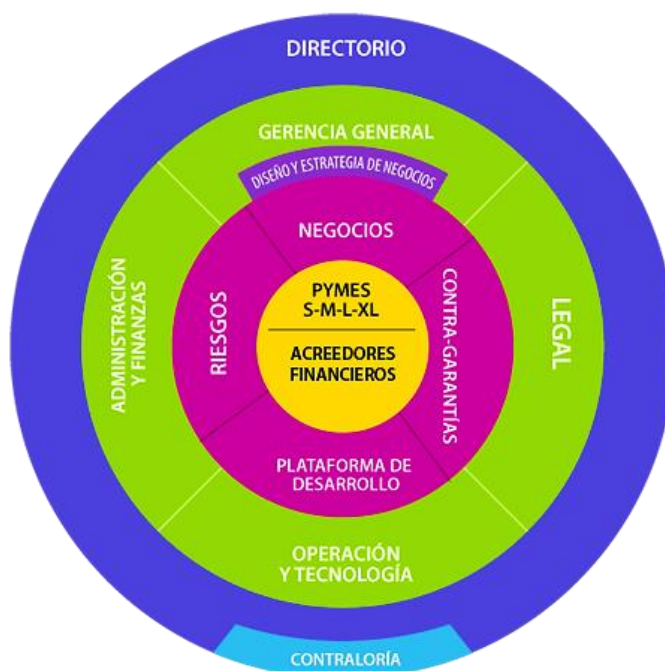 DIRECTORIO
GERENCIA GENERAL
DISEÑO Y ESTRATEGIA DE NEGOCIOS
NEGOCIOS
ADMINISTRACIÓN
Y FINANZAS
RIESGOS
PYMES
S-M-L-XL
ACREEDORES
FINANCIEROS
CONTRA-GARANTÍAS
LEGAL
PLATAFORMA DE
DESARROLLO
OPERACIÓN
Y TECNOLOGÍA
CONTRALORÍA